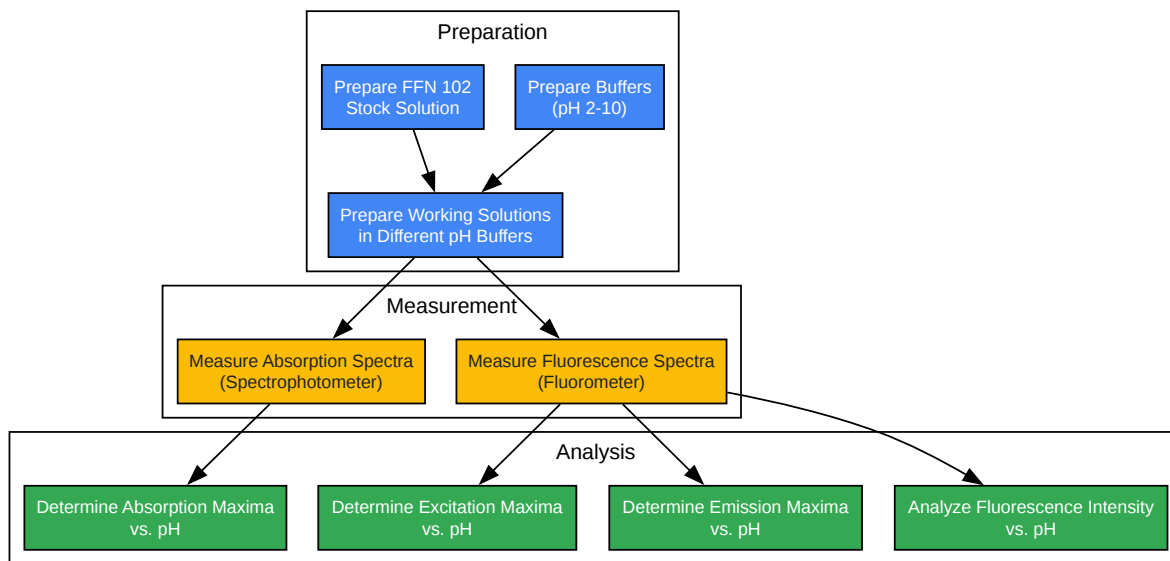 Preparation
Prepare FFN 102
Stock Solution
Prepare Buffers
(pH 2-10)
Prepare Working Solutions
in Different pH Buffers
Measurement
Measure Absorption Spectra
(Spectrophotometer)
Measure Fluorescence Spectra
(Fluorometer)
Analysis
Determine Absorption Maxima
vs. pH
Determine Excitation Maxima
vs. pH
Determine Emission Maxima
vs. pH
Analyze Fluorescence Intensity
vs. pH